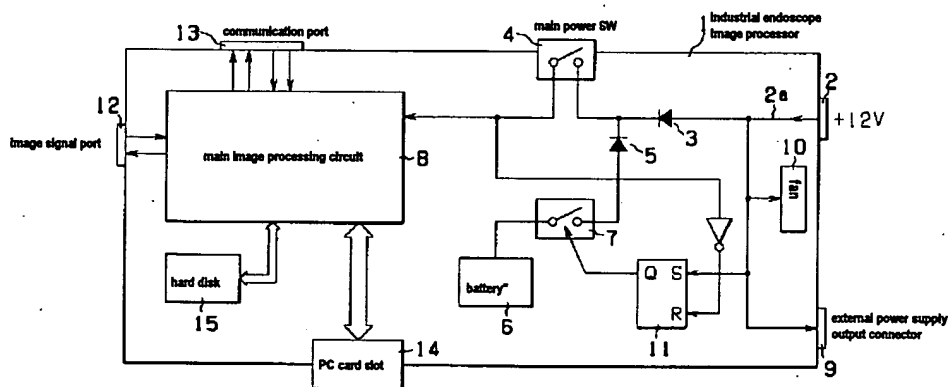 communication port
13
main power SW
4
1
Industrial endoscope
Image processor
12
Image signal port
2
2a
+12V
3
5
main image processing circuit
8
10
fan
7
hard disk
15
battery"
6
Q S
R
11
external power supply
output connector
9
PC card slot
14